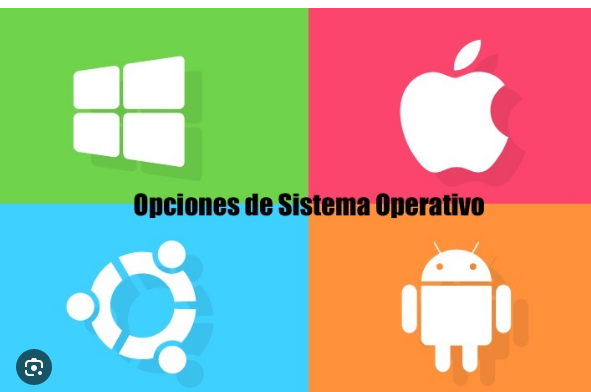 Opciones de Sistema Operativo